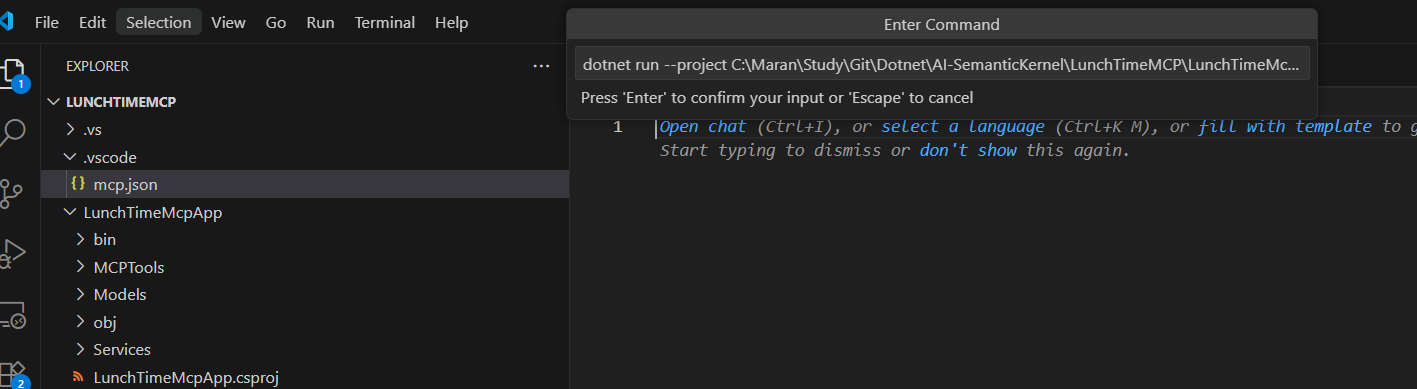 File Edit Selection View Go Run Terminal Help
Enter Command
dotnet run --project C:\Maran\Study\Git\Dotnet\AI-SemanticKernel\LunchTimeMCP\LunchTimeMc...
Press 'Enter' to confirm your input or 'Escape' to cancel
EXPLORER
LUNCHTIMEMCP
.vs
.vscode
{} mcp.json
LunchTimeMcpApp
bin
MCPTools
Models
obj
Services
LunchTimeMcpApp.csproj
1
2
1 Open chat (Ctrl+I), or select a language (Ctrl+K M), or fill with template to g
Start typing to dismiss or don't show this again.